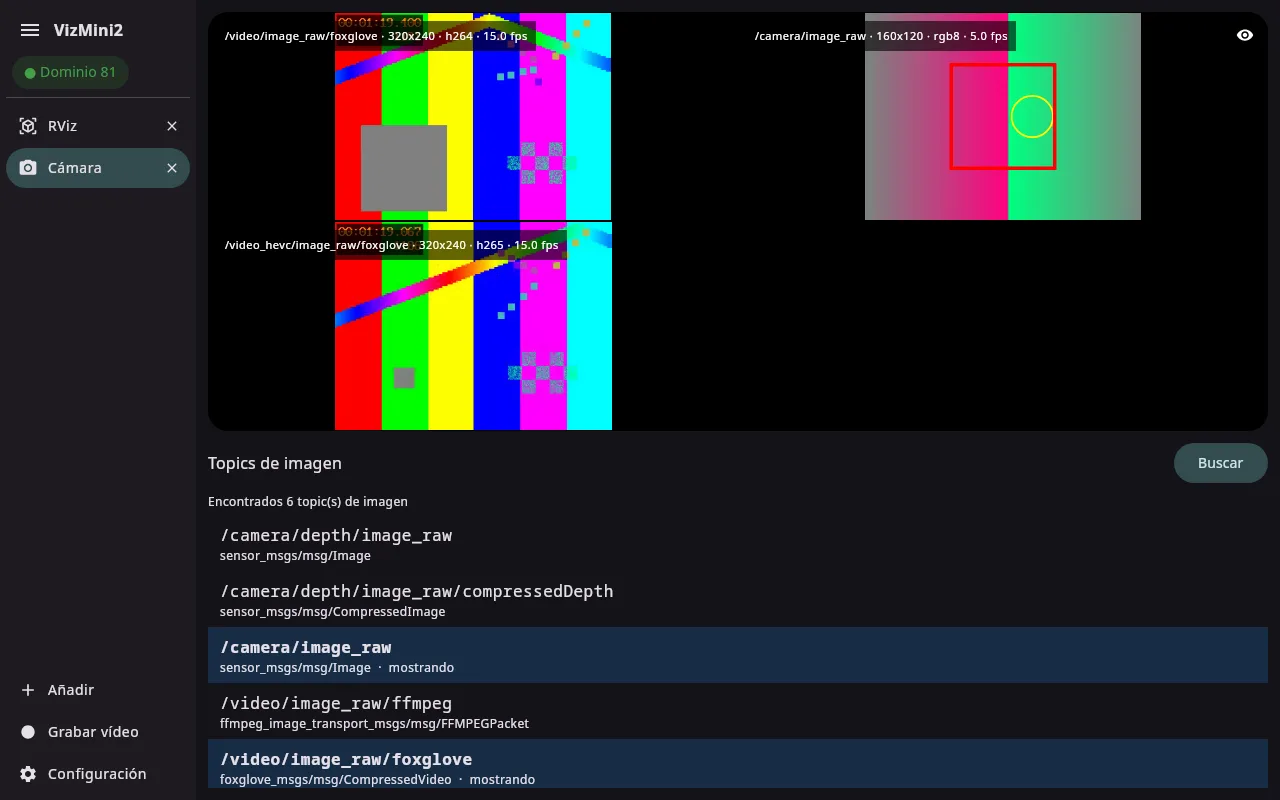 VizMini2
Dominio 81
RViz
Cámara
Añadir
Grabar vídeo
Configuración
00:01:19.400
/video/image_raw/foxglove · 320x240 · h264 · 15.0 fps
/camera/image_raw · 160x120 · rgb8 · 5.0 fps
00:01:19.067
/video_hevc/image_raw/foxglove · 320x240 · h265 · 15.0 fps
Topics de imagen
Buscar
Encontrados 6 topic(s) de imagen
/camera/depth/image_raw
sensor_msgs/msg/Image
/camera/depth/image_raw/compressedDepth
sensor_msgs/msg/CompressedImage
/camera/image_raw
sensor_msgs/msg/Image · mostrando
/video/image_raw/ffmpeg
ffmpeg_image_transport_msgs/msg/FFMPEGPacket
/video/image_raw/foxglove
foxglove_msgs/msg/CompressedVideo · mostrando